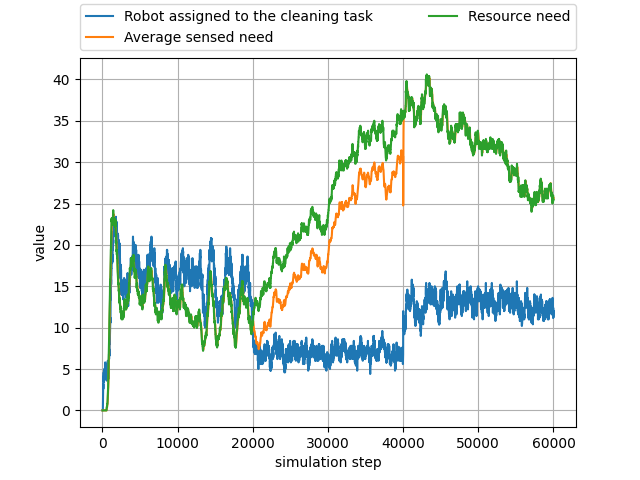 Robot assigned to the cleaning task
Average sensed need
Resource need
40
35
30
25
20
15
10
5
0
value
0 10000 20000 30000 40000 50000 60000
simulation step